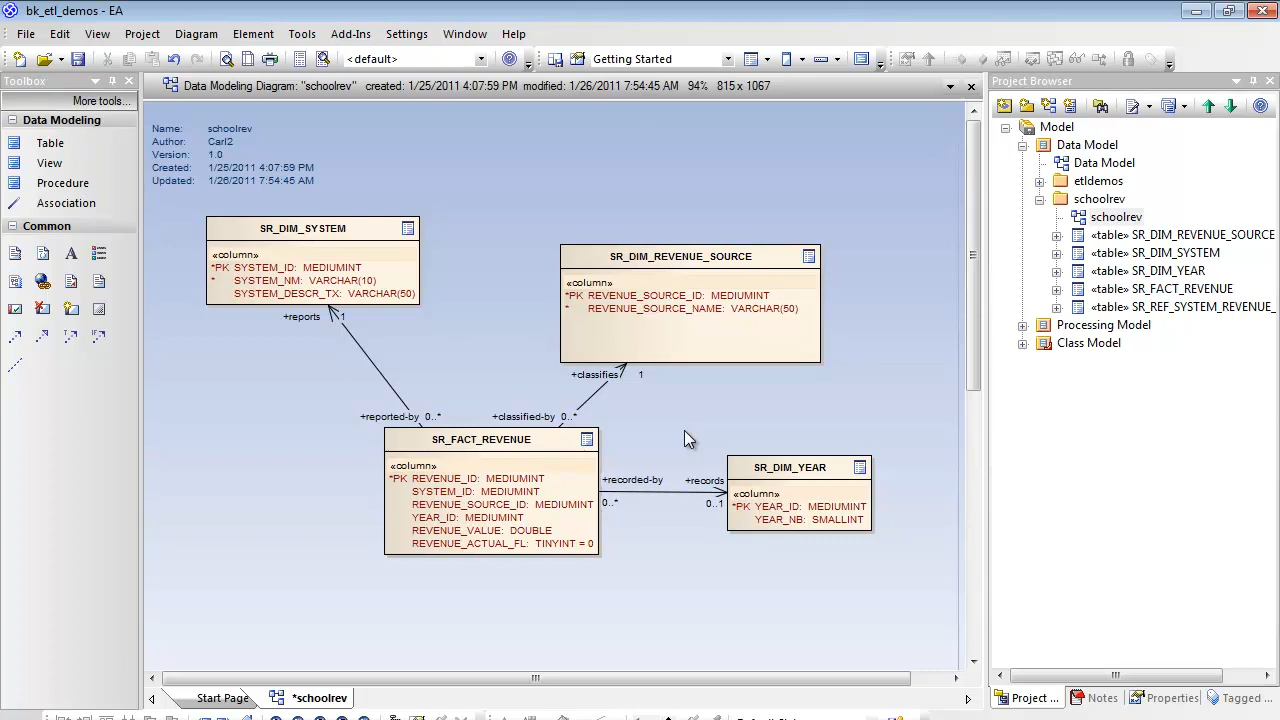 bk_etl_demos - EA
File Edit View Project Diagram Element Tools Add-Ins Settings Window Help
<default>
Getting Started
Toolbox
More tools...
Data Modeling
Table
View
Procedure
Association
Common
Data Modeling Diagram: "schoolrev" created: 1/25/2011 4:07:59 PM modified: 1/26/2011 7:54:45 AM 94% 815 x 1067
Name: schoolrev
Author: Carl2
Version: 1.0
Created: 1/25/2011 4:07:59 PM
Updated: 1/26/2011 7:54:45 AM
SR_DIM_SYSTEM
«column»
*PK SYSTEM_ID: MEDIUMINT
* SYSTEM_NM: VARCHAR(10)
SYSTEM_DESCR_TX: VARCHAR(50)
+reports 1
SR_DIM_REVENUE_SOURCE
«column»
*PK REVENUE_SOURCE_ID: MEDIUMINT
* REVENUE_SOURCE_NAME: VARCHAR(50)
+classifies 1
+reported-by 0..*
+classified-by 0..*
SR_FACT_REVENUE
«column»
*PK REVENUE_ID: MEDIUMINT
SYSTEM_ID: MEDIUMINT
REVENUE_SOURCE_ID: MEDIUMINT
YEAR_ID: MEDIUMINT
REVENUE_VALUE: DOUBLE
REVENUE_ACTUAL_FL: TINYINT = 0
+recorded-by +records
0..* 0..1
SR_DIM_YEAR
«column»
*PK YEAR_ID: MEDIUMINT
YEAR_NB: SMALLINT
Start Page *schoolrev
Project Browser
Model
Data Model
Data Model
etldemos
schoolrev
schoolrev
«table» SR_DIM_REVENUE_SOURCE
«table» SR_DIM_SYSTEM
«table» SR_DIM_YEAR
«table» SR_FACT_REVENUE
«table» SR_REF_SYSTEM_REVENUE_
Processing Model
Class Model
Project ... Notes Properties Tagged ...